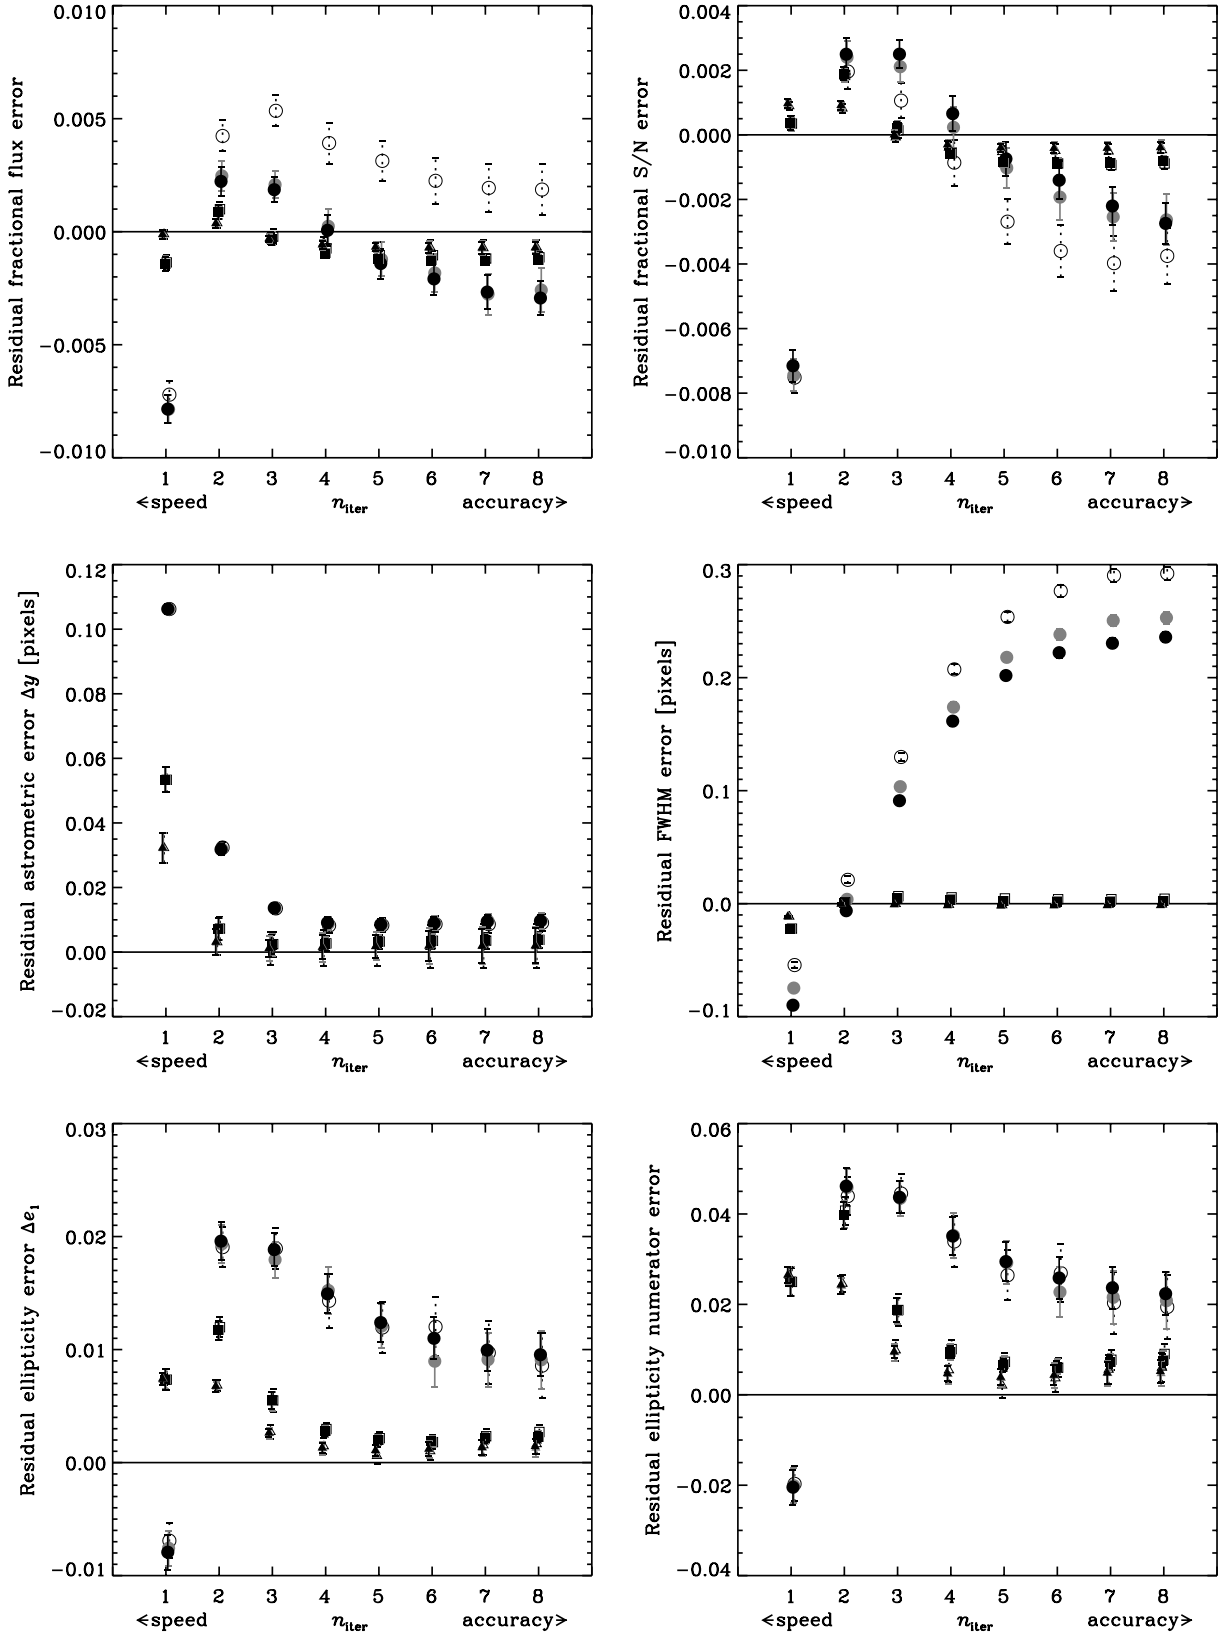 Residiual fractional flux error
0.010
0.005
0.000
−0.005
−0.010
1 2 3 4 5 6 7 8
<speed n_iter accuracy>
Residiual fractional S/N error
0.004
0.002
0.000
−0.002
−0.004
−0.006
−0.008
−0.010
1 2 3 4 5 6 7 8
<speed n_iter accuracy>
Residual astrometric error Δy [pixels]
0.12
0.10
0.08
0.06
0.04
0.02
0.00
−0.02
1 2 3 4 5 6 7 8
<speed n_iter accuracy>
Residual FWHM error [pixels]
0.3
0.2
0.1
0.0
−0.1
1 2 3 4 5 6 7 8
<speed n_iter accuracy>
Residual ellipticity error Δe₁
0.03
0.02
0.01
0.00
−0.01
1 2 3 4 5 6 7 8
<speed n_iter accuracy>
Residual ellipticity numerator error
0.06
0.04
0.02
0.00
−0.02
−0.04
1 2 3 4 5 6 7 8
<speed n_iter accuracy>